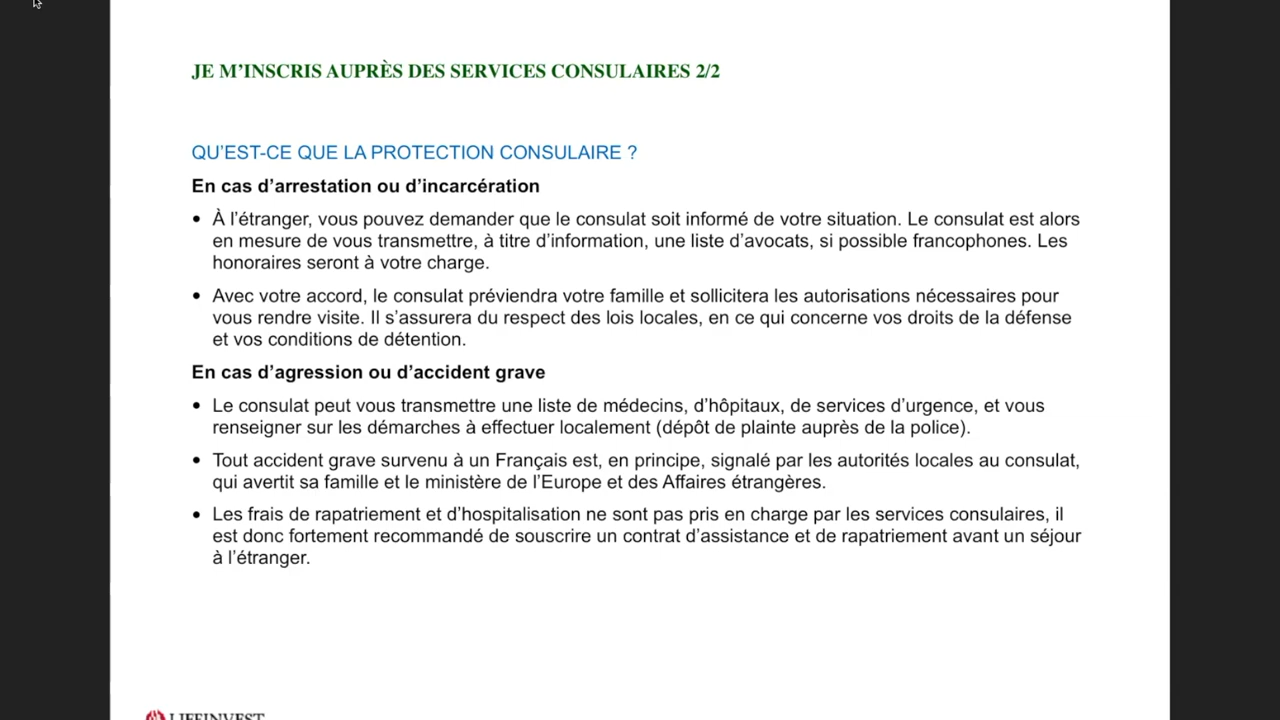 JE M’INSCRIS AUPRÈS DES SERVICES CONSULAIRES 2/2
QU’EST-CE QUE LA PROTECTION CONSULAIRE ?
En cas d’arrestation ou d’incarcération
• À l’étranger, vous pouvez demander que le consulat soit informé de votre situation. Le consulat est alors
en mesure de vous transmettre, à titre d’information, une liste d’avocats, si possible francophones. Les
honoraires seront à votre charge.
• Avec votre accord, le consulat préviendra votre famille et sollicitera les autorisations nécessaires pour
vous rendre visite. Il s’assurera du respect des lois locales, en ce qui concerne vos droits de la défense
et vos conditions de détention.
En cas d’agression ou d’accident grave
• Le consulat peut vous transmettre une liste de médecins, d’hôpitaux, de services d’urgence, et vous
renseigner sur les démarches à effectuer localement (dépôt de plainte auprès de la police).
• Tout accident grave survenu à un Français est, en principe, signalé par les autorités locales au consulat,
qui avertit sa famille et le ministère de l’Europe et des Affaires étrangères.
• Les frais de rapatriement et d’hospitalisation ne sont pas pris en charge par les services consulaires, il
est donc fortement recommandé de souscrire un contrat d’assistance et de rapatriement avant un séjour
à l’étranger.
LIFEINVEST